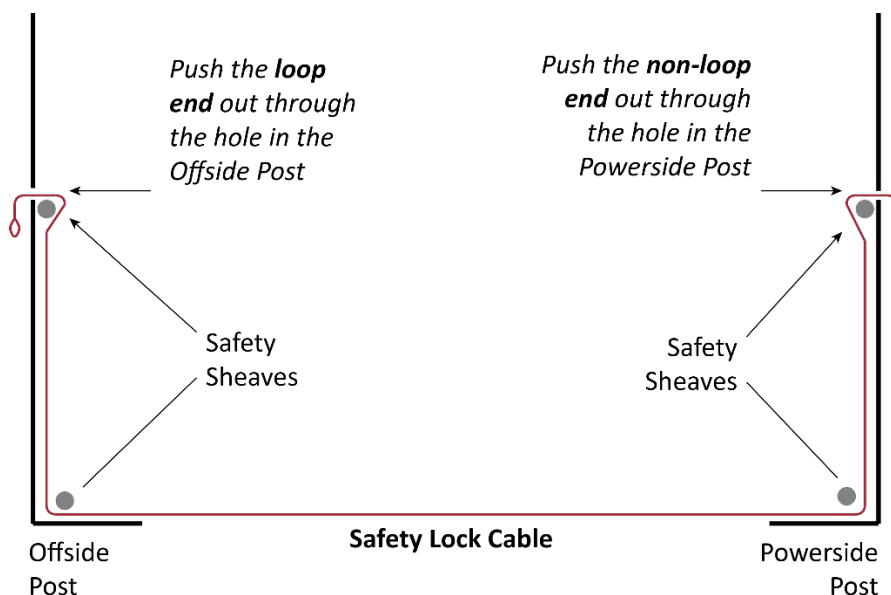 Push the loop
end out through
the hole in the
Offside Post
Push the non-loop
end out through
the hole in the
Powerside Post
Safety
Sheaves
Safety
Sheaves
Safety Lock Cable
Offside
Post
Powerside
Post